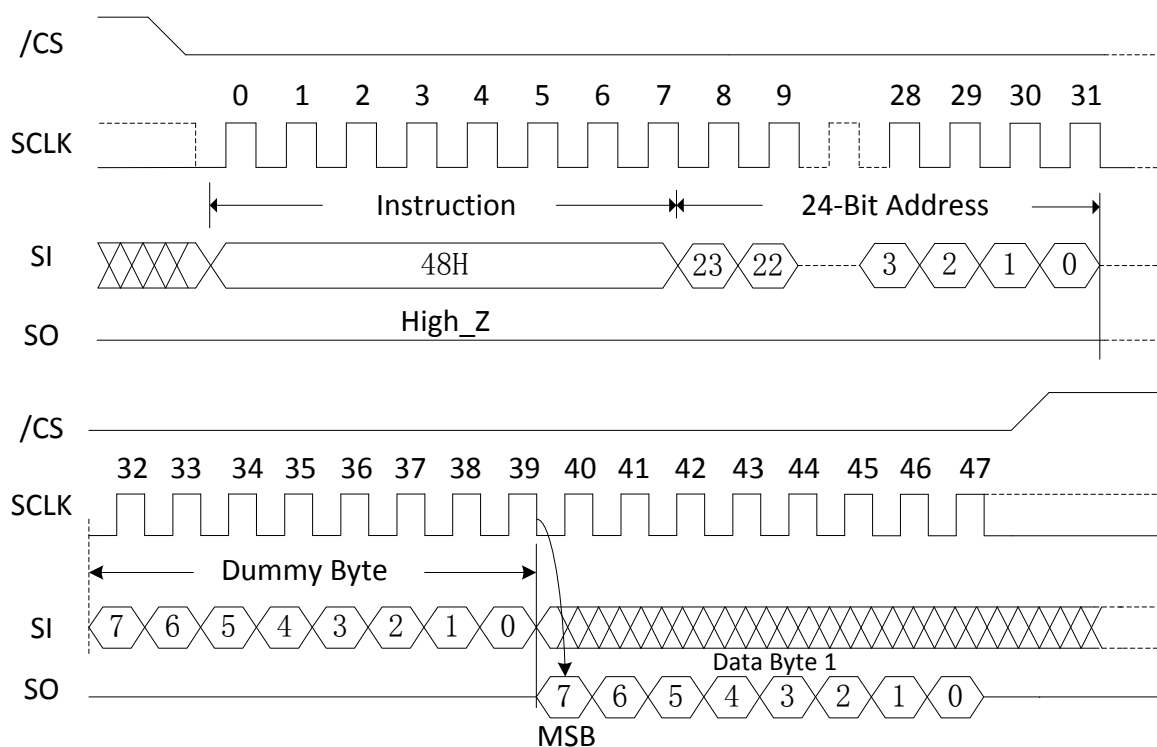 /CS
0 1 2 3 4 5 6 7 8 9 28 29 30 31
SCLK
Instruction 24-Bit Address
SI 48H 23 22 3 2 1 0
High_Z
SO
/CS
32 33 34 35 36 37 38 39 40 41 42 43 44 45 46 47
SCLK
Dummy Byte
SI 7 6 5 4 3 2 1 0
Data Byte 1
SO 7 6 5 4 3 2 1 0
MSB